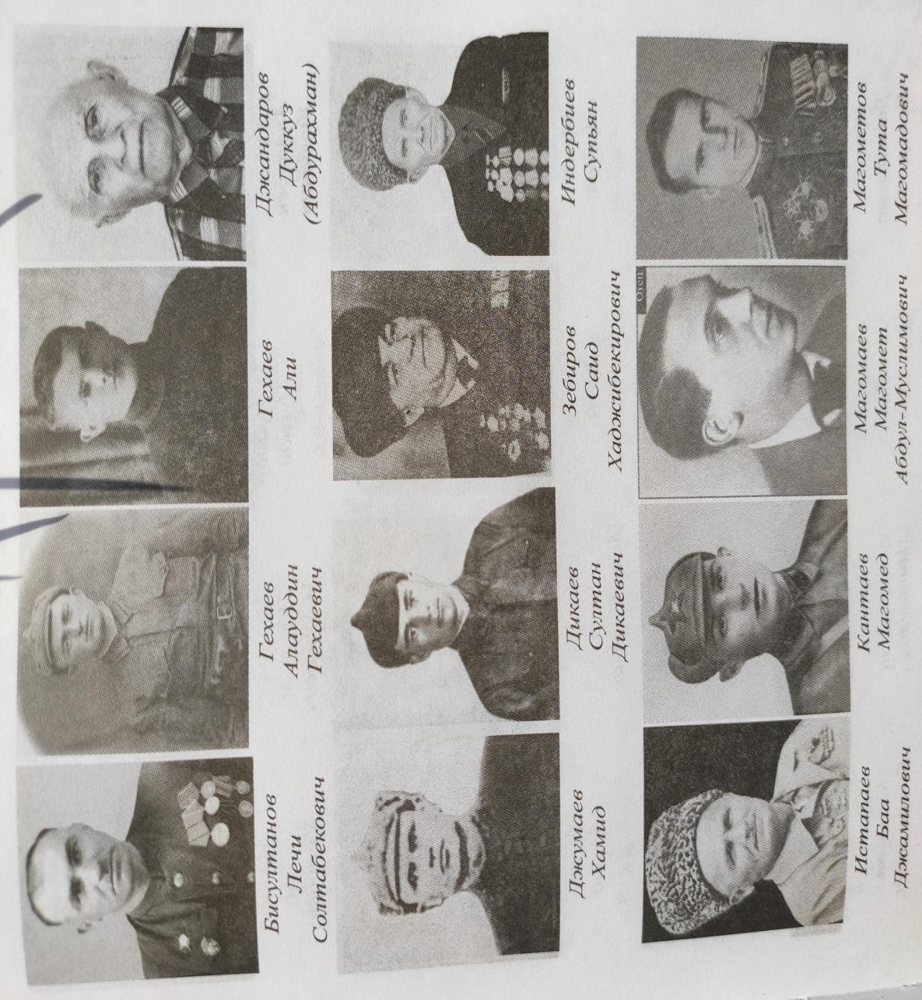 Бисултанов
Лечи
Солтабекович
Гехаев
Алауддин
Гехаевич
Гехаев
Али
Джандаров
Дуккуз
(Абдурахман)
Джумаев
Хамид
Дикаев
Султан
Дикаевич
Зебиров
Саид
Хаджибекирович
Индербиев
Супьян
Истапаев
Баа
Джамилович
Кантаев
Магомед
Отец
Магомаев
Магомет
Абдул-Муслимович
Магометов
Тута
Магомадович